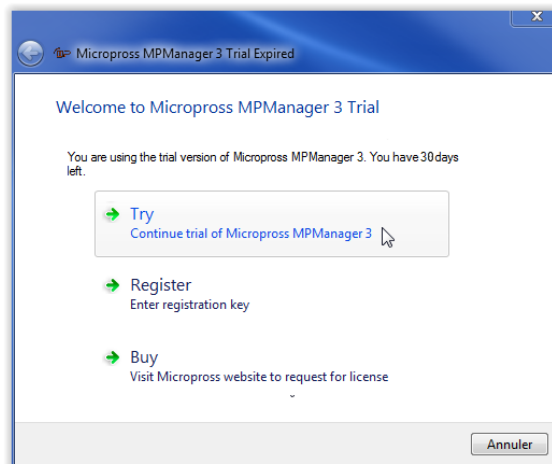 Micropross MPManager 3 Trial Expired
Welcome to Micropross MPManager 3 Trial
You are using the trial version of Micropross MPManager 3. You have 30 days
left.
Try
Continue trial of Micropross MPManager 3
Register
Enter registration key
Buy
Visit Micropross website to request for license
Annuler